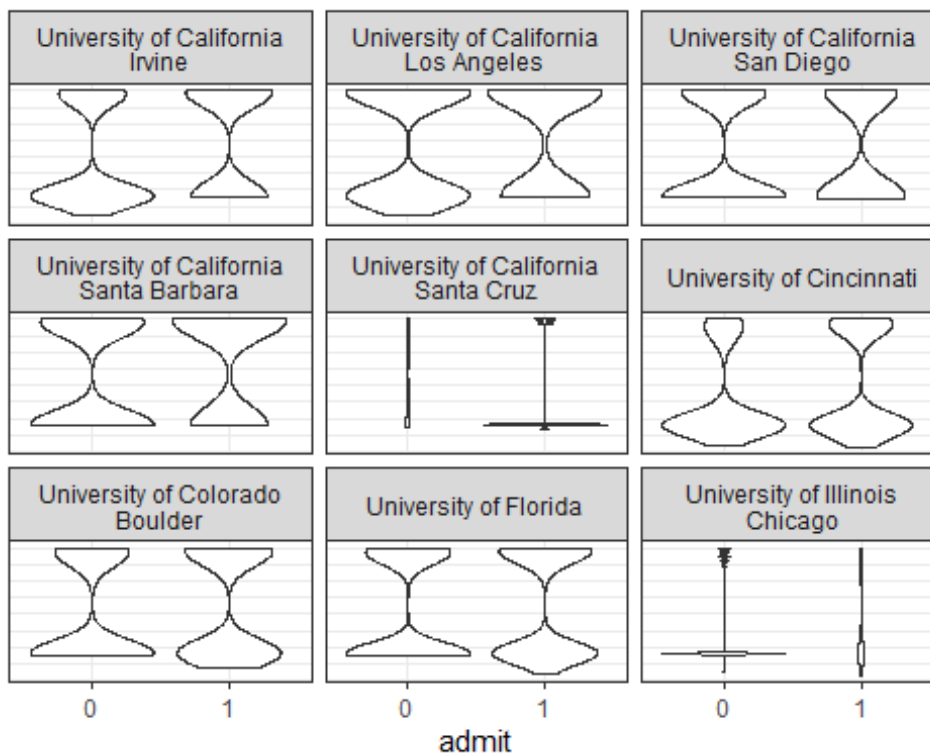 University of California
Irvine
University of California
Los Angeles
University of California
San Diego
University of California
Santa Barbara
University of California
Santa Cruz
University of Cincinnati
University of Colorado
Boulder
University of Florida
University of Illinois
Chicago
0
1
0
1
0
1
admit